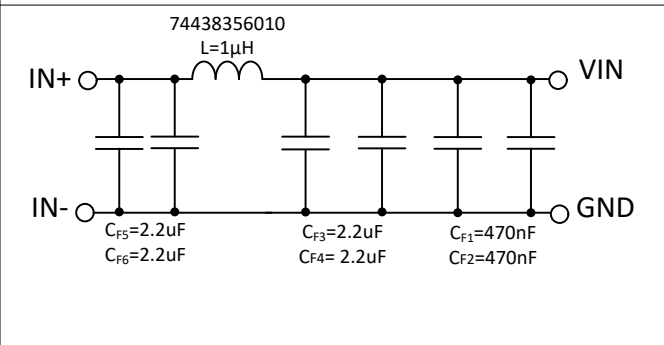 74438356010
L=1µH
IN+
VIN
IN-
GND
CF5=2.2uF
CF6=2.2uF
CF3=2.2uF
CF4= 2.2uF
CF1=470nF
CF2=470nF